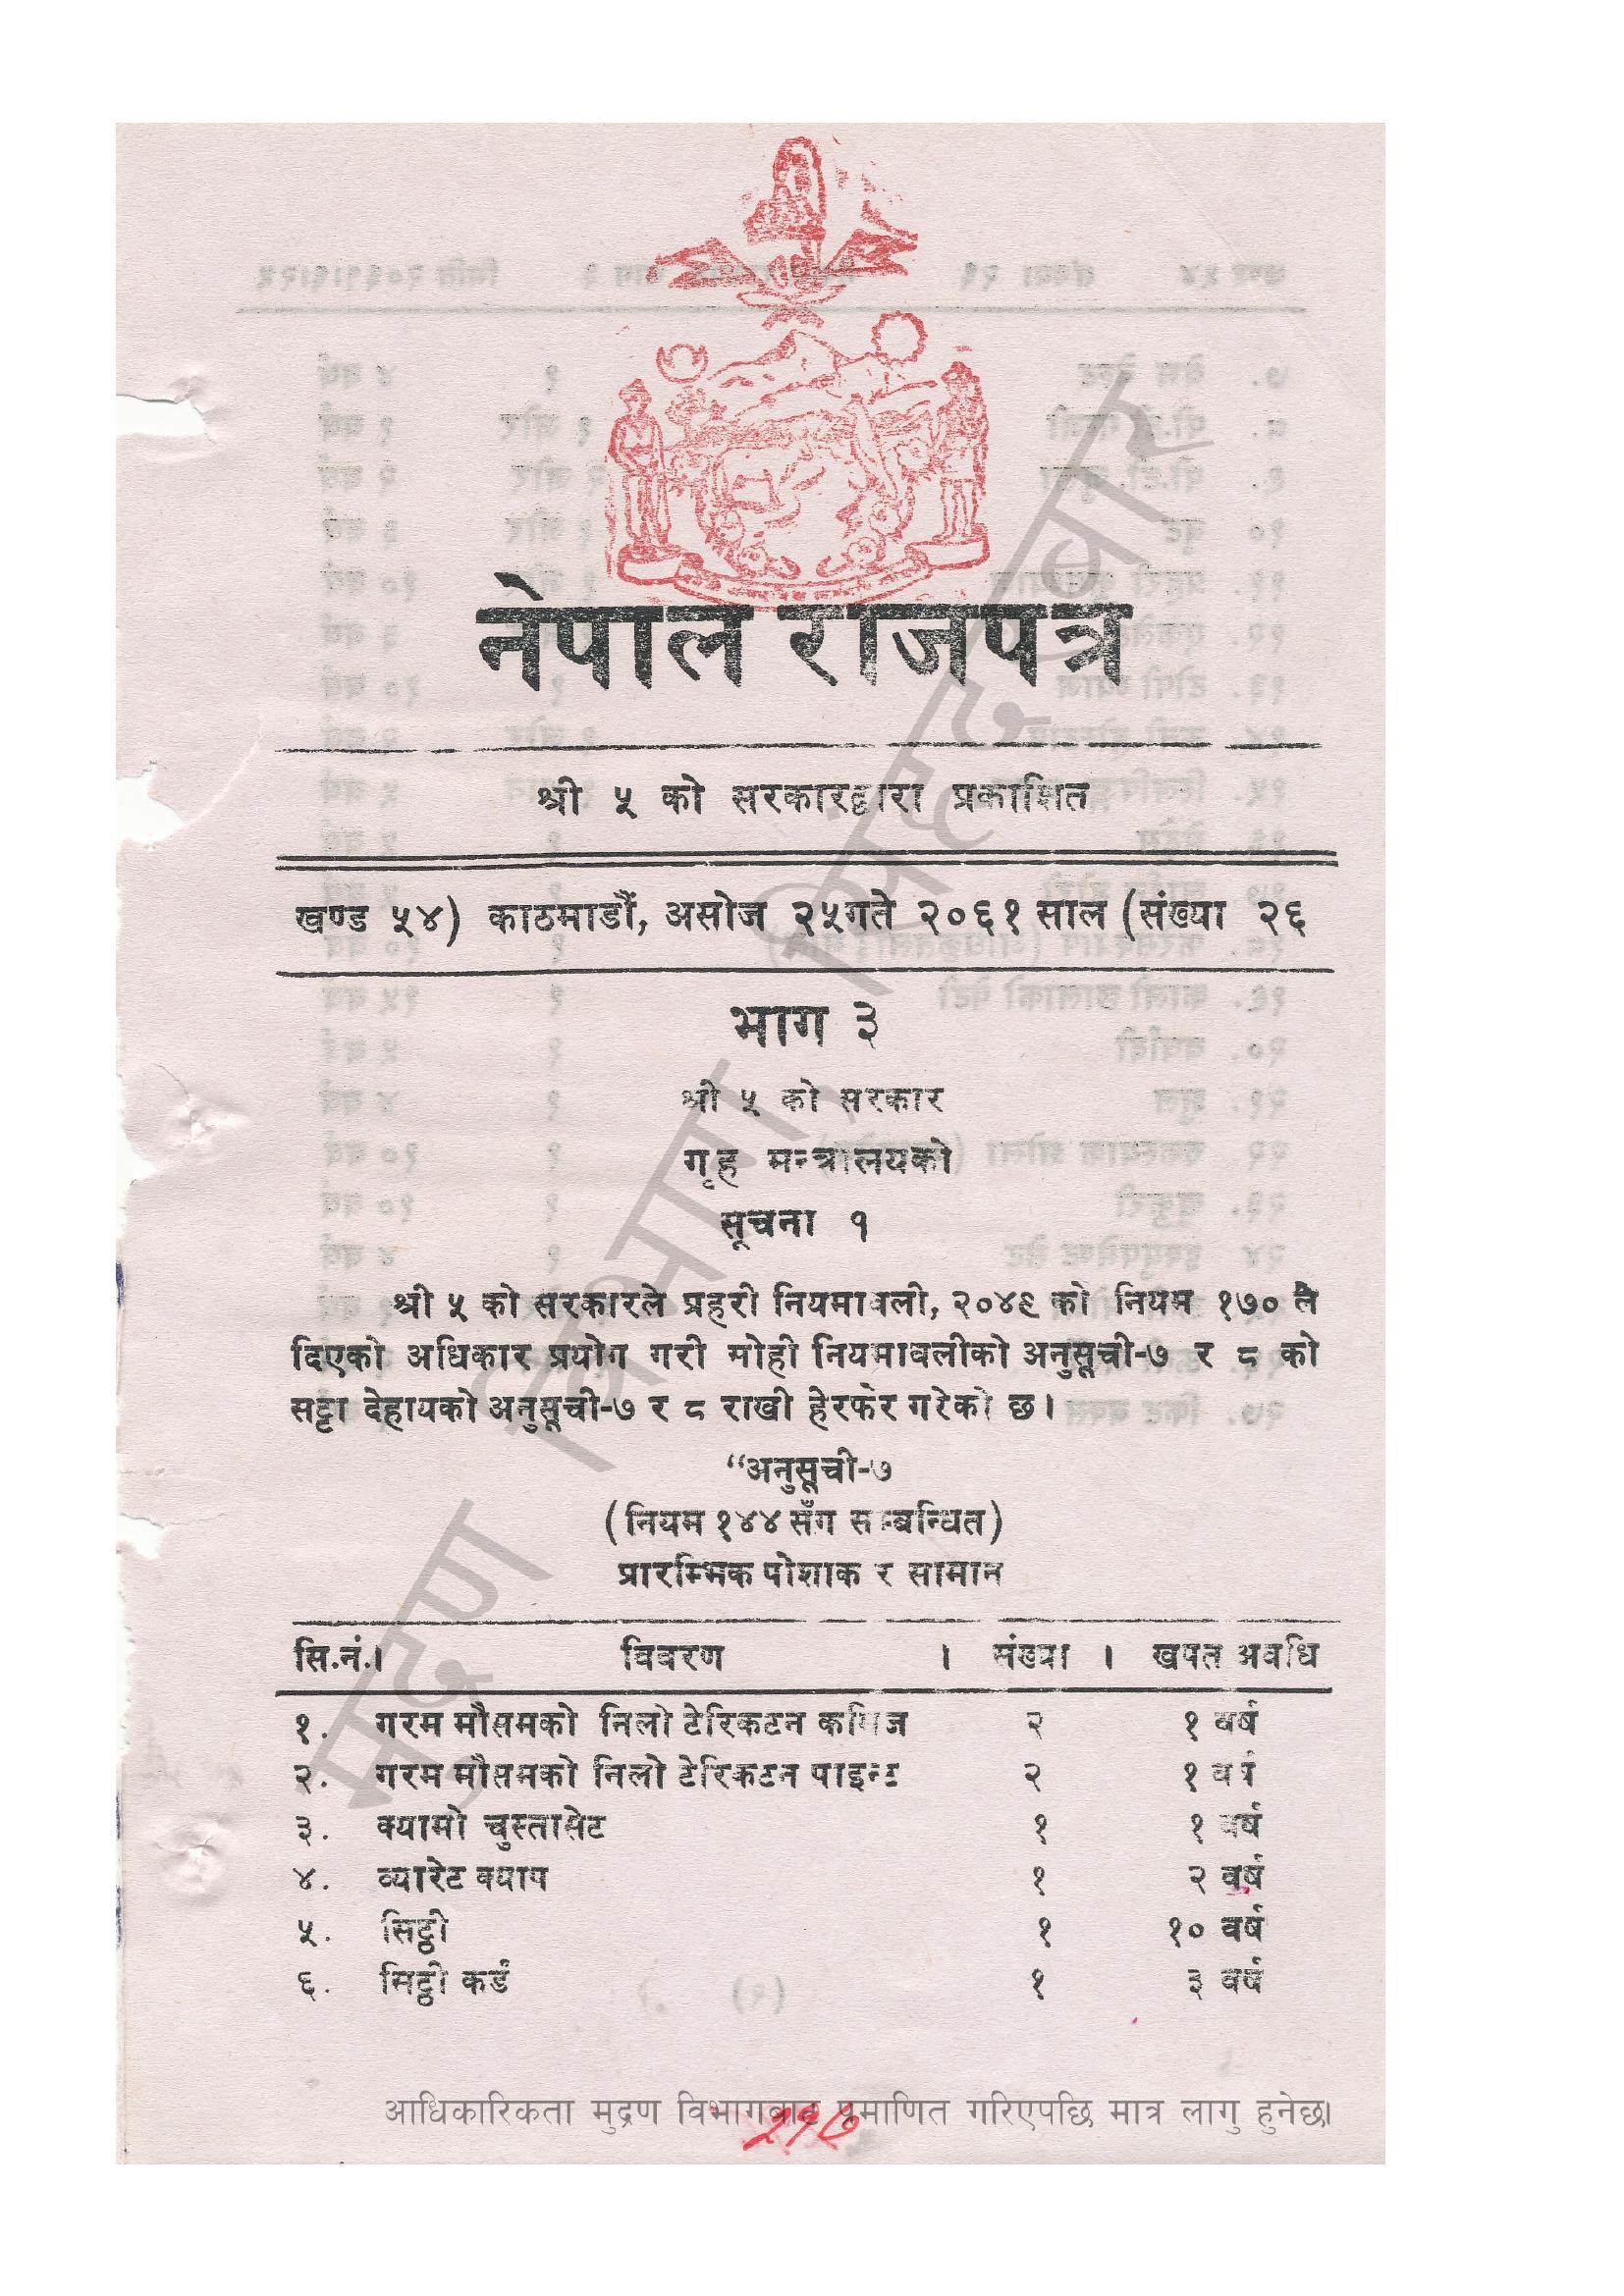 नेपाल राजपत्र
श्री ५ को सरकारद्वारा प्रकाशित
खण्ड ५४) काठमाडौं, असोज २५गते २०६१ साल (संख्या २६
भाग ३
श्री ५ को सरकार
गृह मन्त्रालयको
सूचना १
श्री ५ को सरकारले प्रहरी नियमावली, २०४९ को नियम १७० ले
दिएको अधिकार प्रयोग गरी सोही नियमावलीको अनुसूची-७ र ८ को
सट्टा देहायको अनुसूची-७ र ८ राखी हेरफेर गरेको छ।
“अनुसूची-७
(नियम १४४ सँग सम्बन्धित)
प्रारम्भिक पोशाक र सामान
सि.नं.। विवरण । संख्या । खपत अवधि
१. गरम मौसमको निलो टेरिकटन कमिज २ १ वर्ष
२. गरम मौसमको निलो टेरिकटन पाइन्ट २ १ वर्ष
३. क्यामो चुस्तासेट १ १ वर्ष
४. व्यारेट क्याप १ २ वर्ष
५. सिट्ठी १ १० वर्ष
६. सिट्ठी कर्ड १ ३ वर्ष
आधिकारिकता मुद्रण विभागबाट प्रमाणित गरिएपछि मात्र लागु हुनेछ।
२१७
मुद्रण विभाग, सिंहदरबार